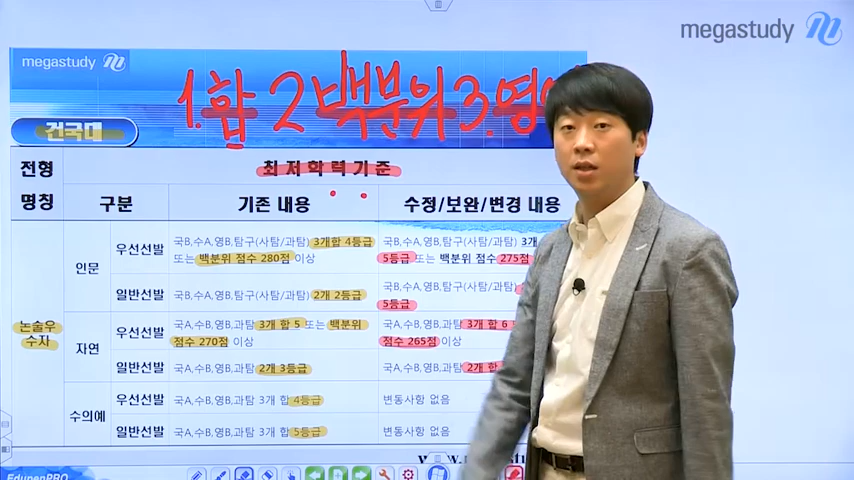 megastudy
megastudy
1.합 2백분위 3.영
건국대
전형 명칭
최저학력기준
구분
기존 내용
수정/보완/변경 내용
논술우수자
인문
우선선발
国B,수A,영B,탐구(사탐/과탐) 3개합 4등급
또는 백분위 점수 280점 이상
国B,수A,영B,탐구(사탐/과탐) 3개
5등급 또는 백분위 점수 275점
일반선발
国B,수A,영B,탐구(사탐/과탐) 2개 2등급
国B,수A,영B,탐구(사탐/과탐)
5등급
자연
우선선발
국A,수B,영B,과탐 3개 합 5 또는 백분위
점수 270점 이상
국A,수B,영B,과탐 3개 합 6
점수 265점 이상
일반선발
국A,수B,영B,과탐 2개 3등급
국A,수B,영B,과탐 2개 합
수의예
우선선발
국A,수B,영B,과탐 3개 합 4등급
변동사항 없음
일반선발
국A,수B,영B,과탐 3개 합 5등급
변동사항 없음
EdupenPRO